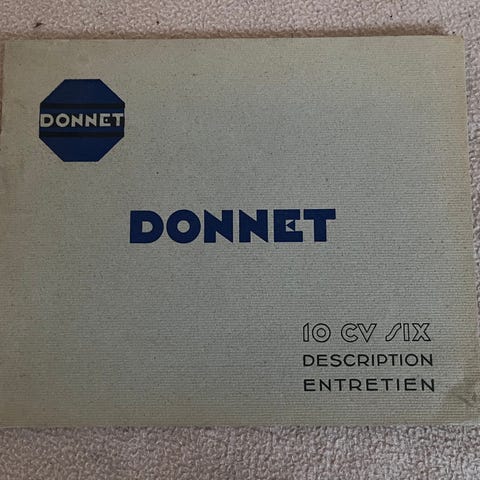 DONNET
DONNET
10 CV SIX
DESCRIPTION
ENTRETIEN